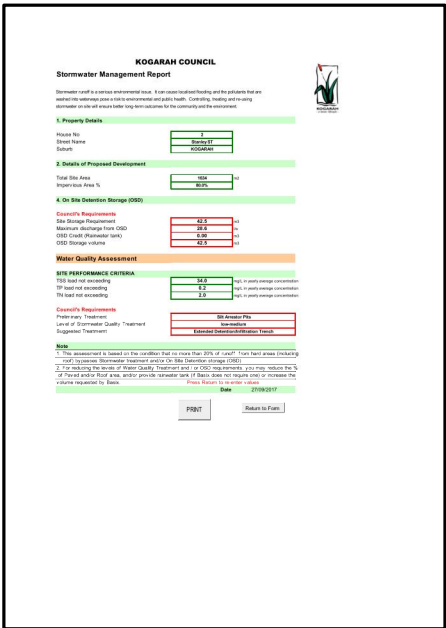 KOGARAH COUNCIL
Stormwater Management Report
Stormwater runoff is a serious environmental issue. It can cause localised flooding and the pollutants that are
washed into waterways pose a risk to environmental and public health. Controlling, treating and re-using
stormwater on site will ensure better long-term outcomes for the community and the environment.
KOGARAH
1. Property Details
House No 2
Street Name Stanley ST
Suburb KOGARAH
2. Details of Proposed Development
Total Site Area 1634 m2
Impervious Area % 80.0%
4. On Site Detention Storage (OSD)
Council's Requirements
Site Storage Requirement 42.5 m3
Maximum discharge from OSD 28.6
OSD Credit (Rainwater tank) 0.00 m3
OSD Storage volume 42.5 m3
Water Quality Assessment
SITE PERFORMANCE CRITERIA
TSS load not exceeding 34.0 mg/L in yearly average concentration
TP load not exceeding 0.2 mg/L in yearly average concentration
TN load not exceeding 2.0 mg/L in yearly average concentration
Council's Requirements
Preliminary Treatment Silt Arrestor Pits
Level of Stormwater Quality Treatment low-medium
Suggested Treatment Extended Detention/Infiltration Trench
Note
1. This assessment is based on the condition that no more than 20% of runoff from hard areas (including
roof) bypasses Stormwater treatment and/or On Site Detention storage (OSD)
2. For reducing the levels of Water Quality Treatment and / or OSD requirements, you may reduce the %
of Paved and/or Roof area, and/or provide rainwater tank (if Basix does not require one) or increase the
volume requested by Basix. Press Return to re-enter values
Date 27/09/2017
PRINT Return to Form